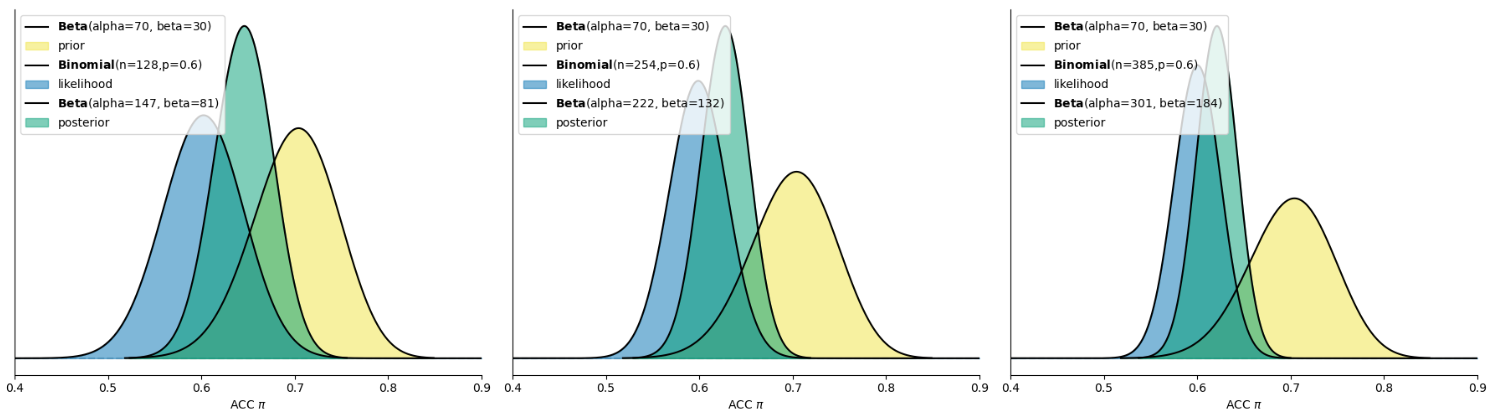 Beta(alpha=70, beta=30)
prior
Binomial(n=128,p=0.6)
likelihood
Beta(alpha=147, beta=81)
posterior
0.4 0.5 0.6 0.7 0.8 0.9
ACC π
Beta(alpha=70, beta=30)
prior
Binomial(n=254,p=0.6)
likelihood
Beta(alpha=222, beta=132)
posterior
0.4 0.5 0.6 0.7 0.8 0.9
ACC π
Beta(alpha=70, beta=30)
prior
Binomial(n=385,p=0.6)
likelihood
Beta(alpha=301, beta=184)
posterior
0.4 0.5 0.6 0.7 0.8 0.9
ACC π